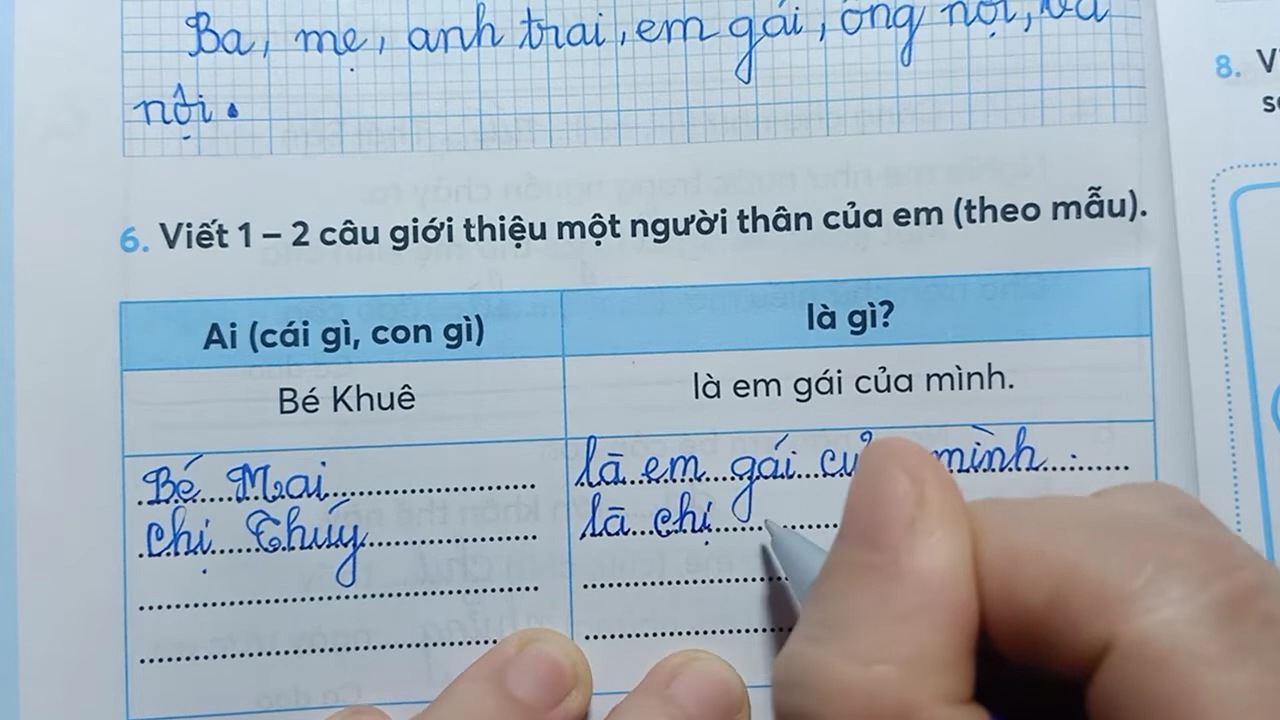 Ba, mẹ, anh trai, em gái, ông nội, bà
nội.
8. V
6. Viết 1 – 2 câu giới thiệu một người thân của em (theo mẫu).
Ai (cái gì, con gì) là gì?
Bé Khuê là em gái của mình.
Bé Mai là em gái mình.
chị Thúy là chị